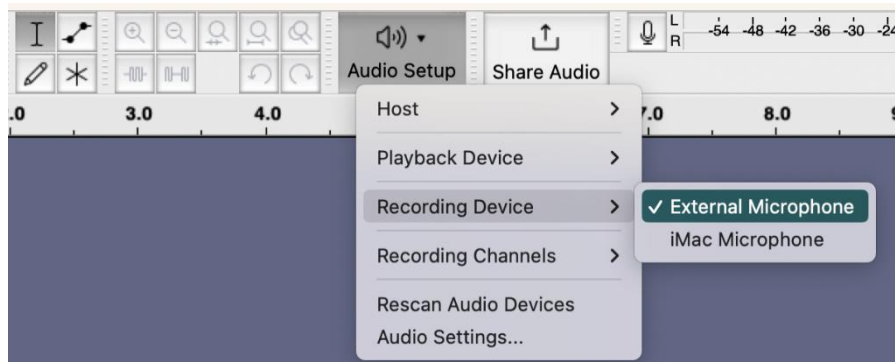 L
R
-54 -48 -42 -36 -30 -24
Audio Setup
Share Audio
.0 3.0 4.0 7.0 8.0
Host
Playback Device
Recording Device
External Microphone
iMac Microphone
Recording Channels
Rescan Audio Devices
Audio Settings...